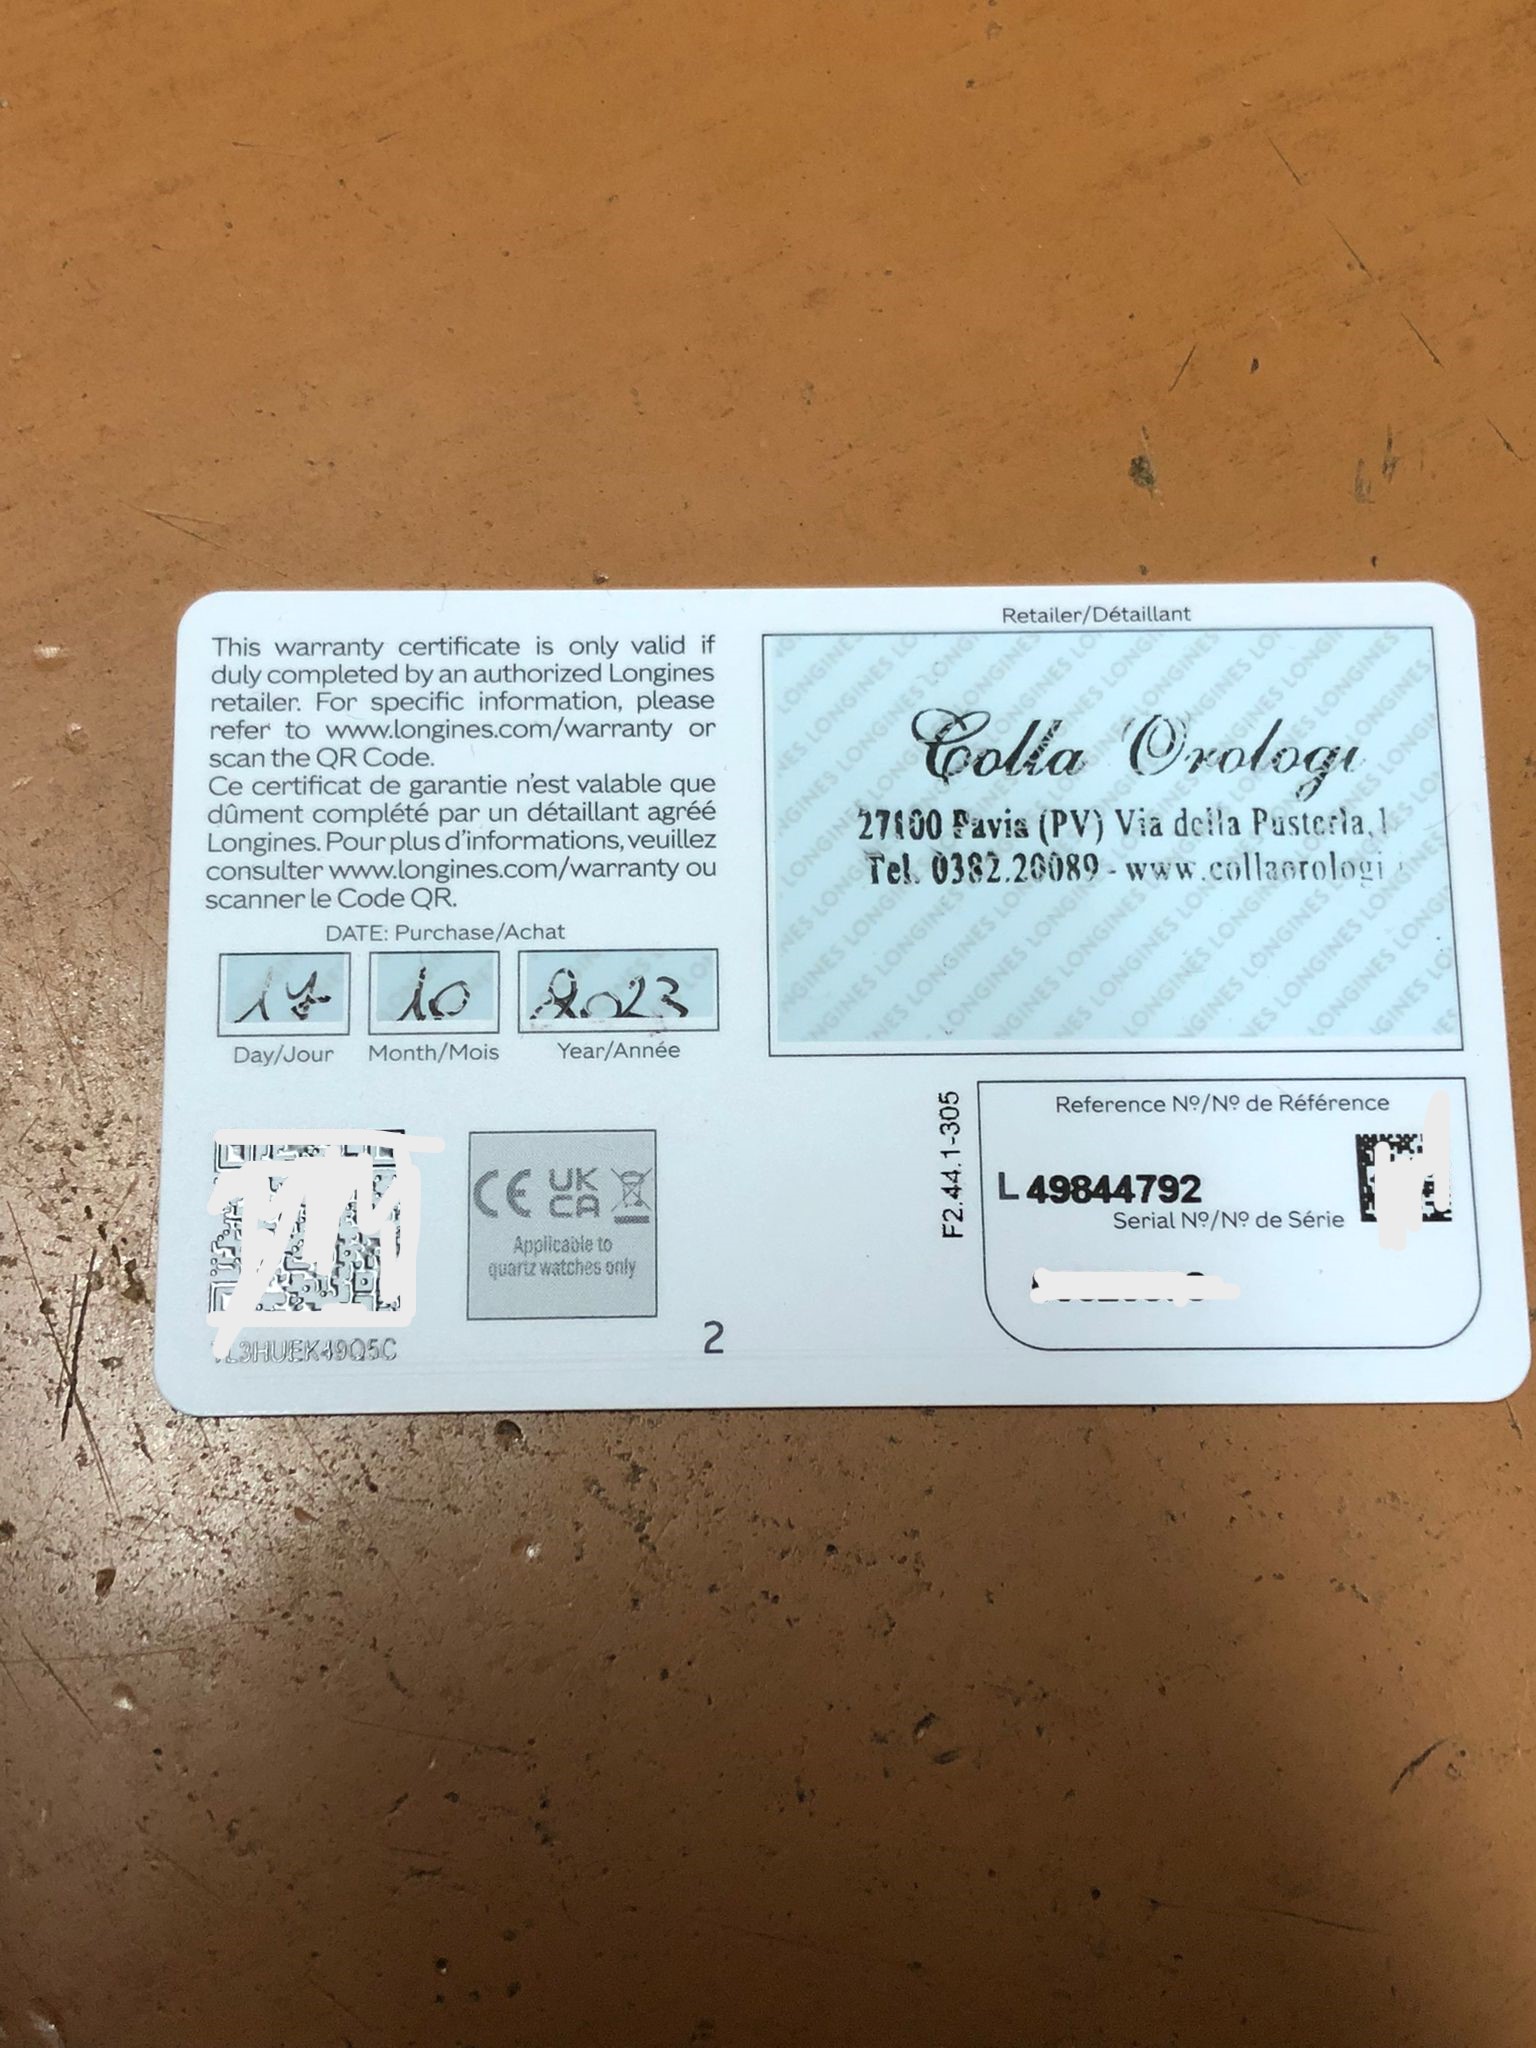 This warranty certificate is only valid if
duly completed by an authorized Longines
retailer. For specific information, please
refer to www.longines.com/warranty or
scan the QR Code.
Ce certificat de garantie n'est valable que
dûment complété par un détaillant agréé
Longines. Pour plus d'informations, veuillez
consulter www.longines.com/warranty ou
scanner le Code QR.
DATE: Purchase/Achat
17 10 2023
Day/Jour Month/Mois Year/Année
CE UK CA
Applicable to
quartz watches only
2
Retailer/Détaillant
Colla Orologi
27100 Pavia (PV) Via della Pusterla, 1
Tel. 0382.20089 - www.collaorologi
F2.44.1-305
Reference Nº/Nº de Référence
L 49844792
Serial Nº/Nº de Série